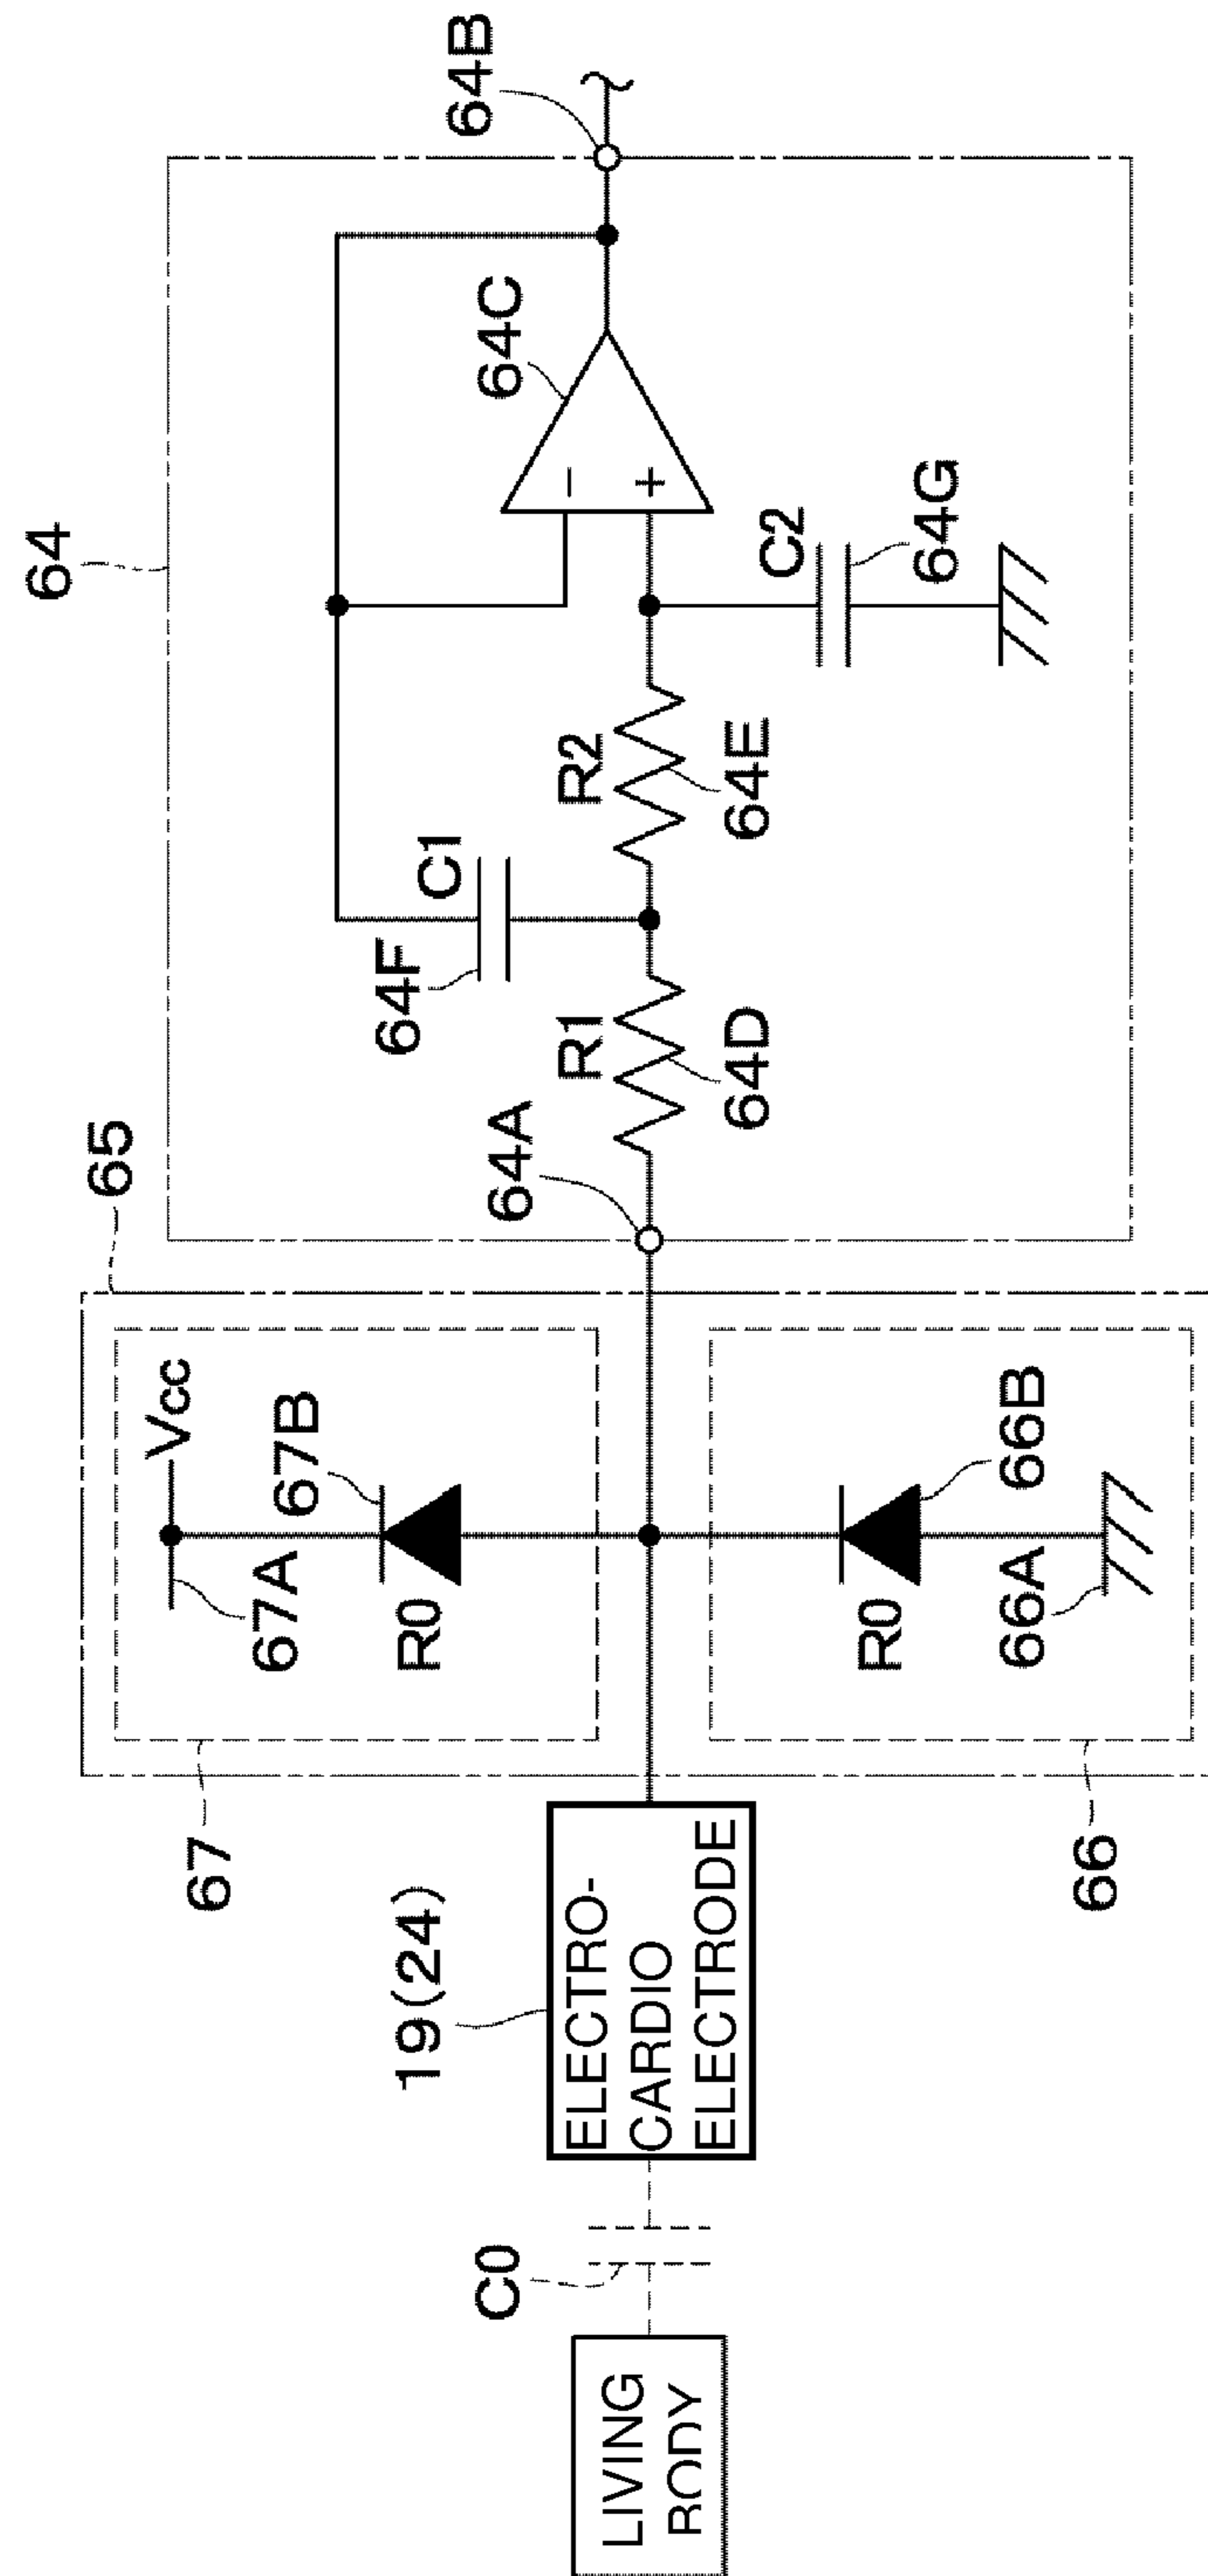 64
65
67
67A
Vcc
67B
R0
66
66A
66B
R0
64A
R1
64D
64F
C1
R2
64E
C2
64G
64C
−
+
64B
19(24)
ELECTRO-
CARDIO
ELECTRODE
C0
LIVING
BODY